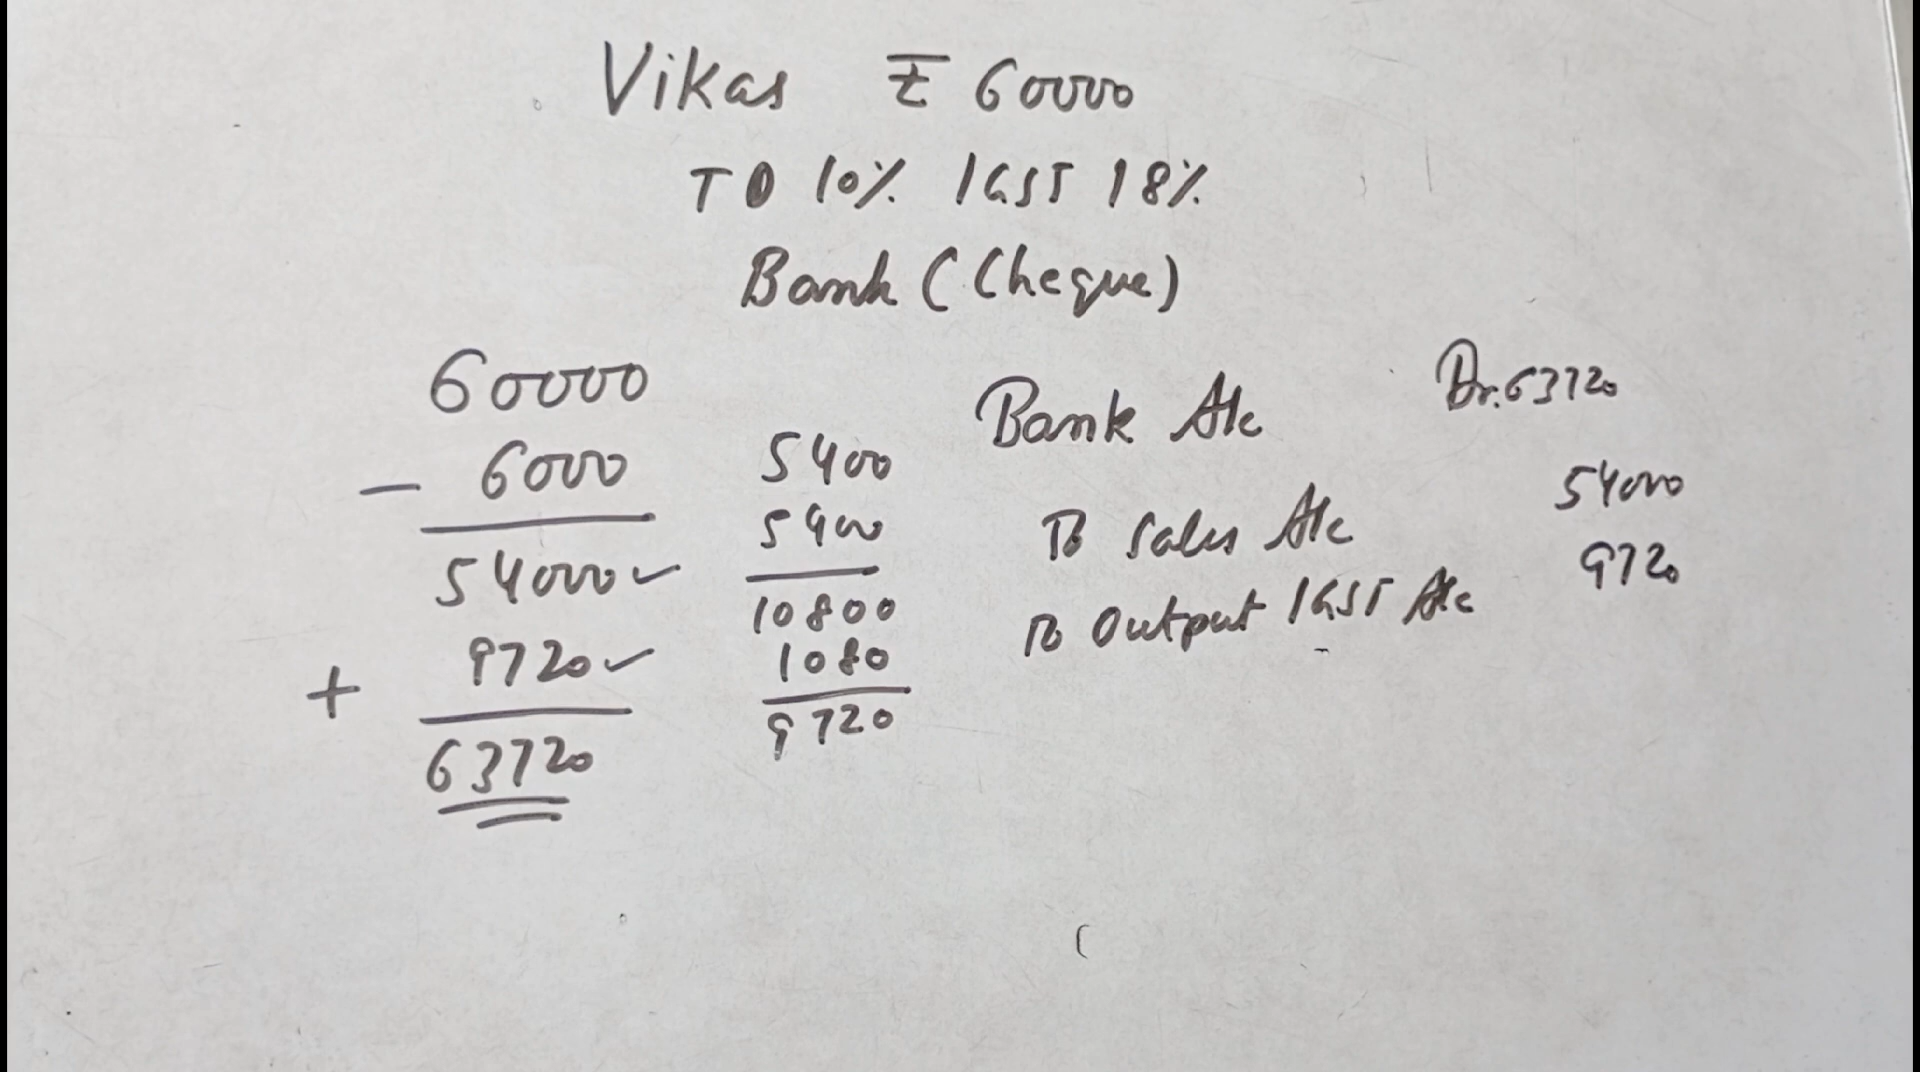 Vikas ₹ 60000
TD 10% IGST 18%
Bank (Cheque)
60000
- 6000
54000✓
+ 9720✓
63720
5400
5400
10800
1080
9720
Bank A/c Dr. 63720
To Sales A/c 54000
To Output IGST A/c 9720
(